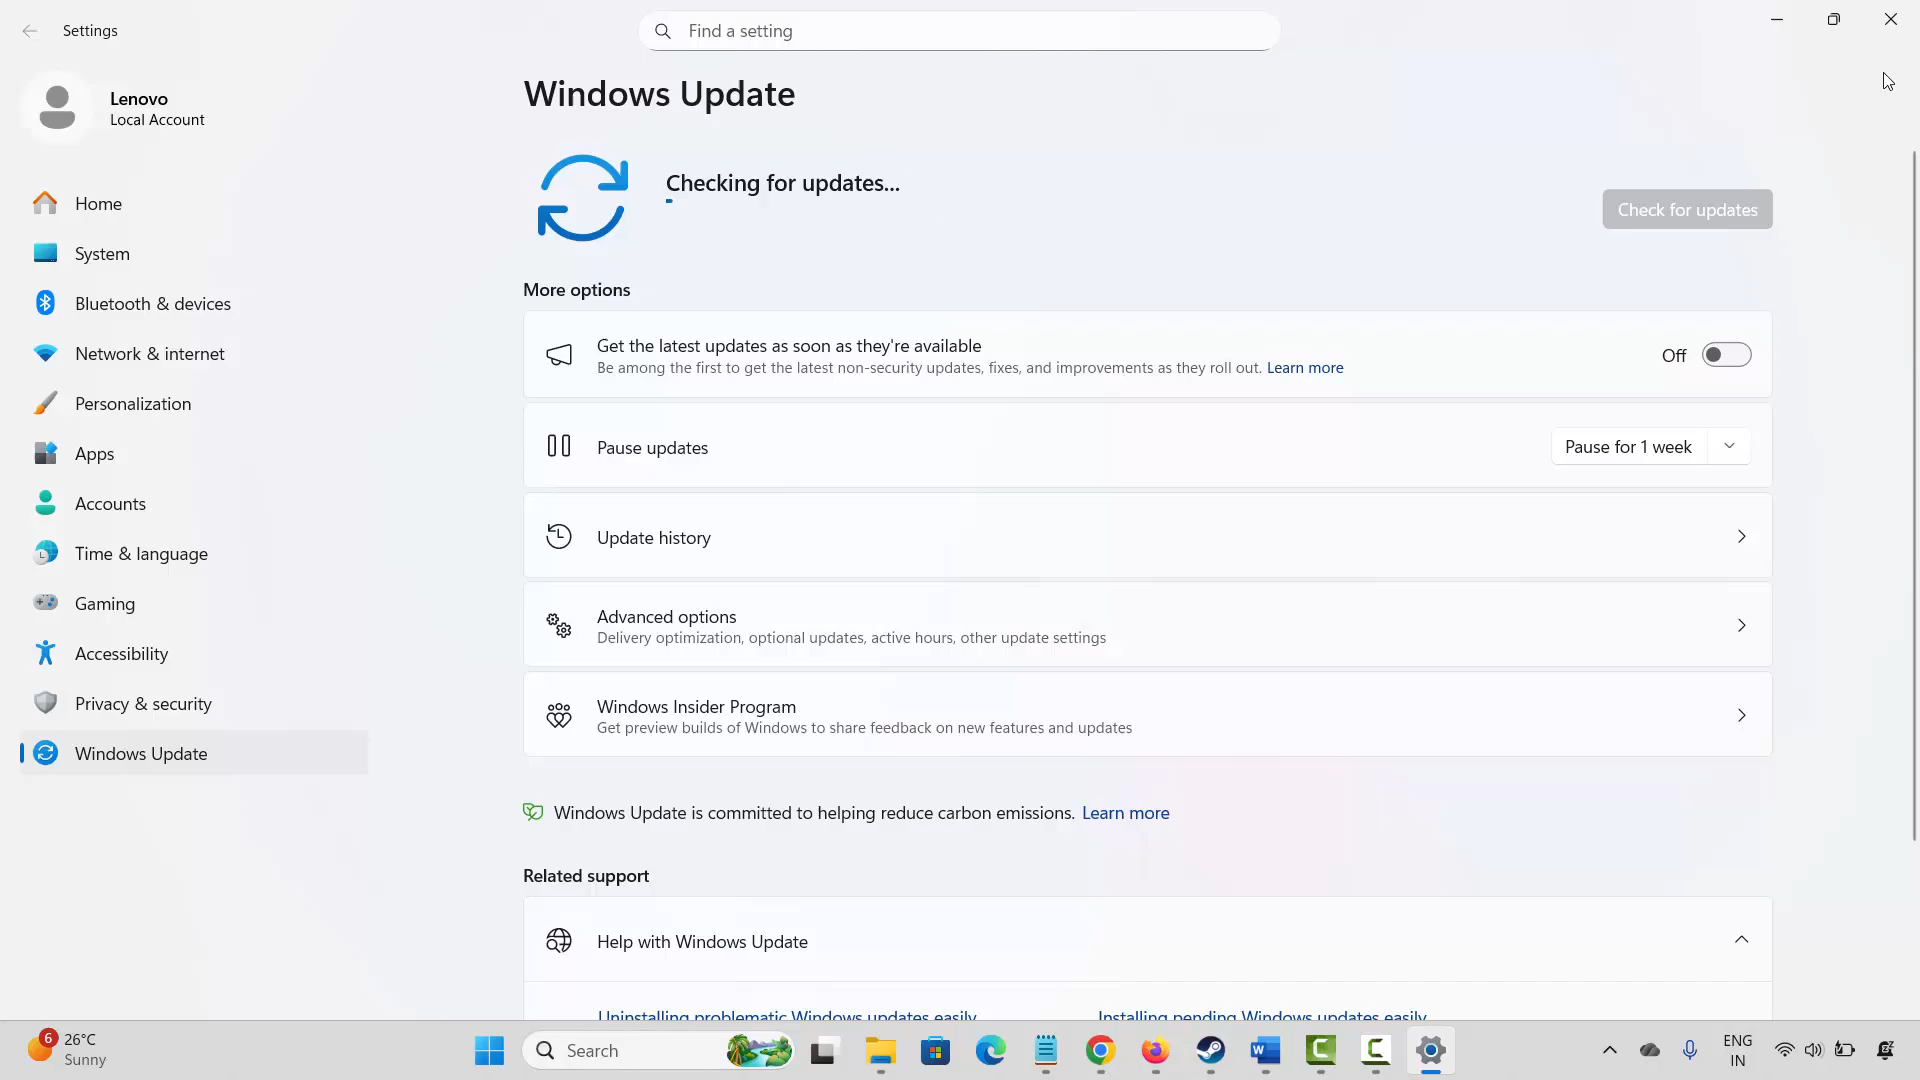 Settings
Find a setting
Lenovo
Local Account
Home
System
Bluetooth & devices
Network & internet
Personalization
Apps
Accounts
Time & language
Gaming
Accessibility
Privacy & security
Windows Update
Windows Update
Checking for updates...
Check for updates
More options
Get the latest updates as soon as they're available
Be among the first to get the latest non-security updates, fixes, and improvements as they roll out. Learn more
Off
Pause updates
Pause for 1 week
Update history
Advanced options
Delivery optimization, optional updates, active hours, other update settings
Windows Insider Program
Get preview builds of Windows to share feedback on new features and updates
Windows Update is committed to helping reduce carbon emissions. Learn more
Related support
Help with Windows Update
Uninstalling problematic Windows updates easily
Installing pending Windows updates easily
6
26°C
Sunny
Search
ENG
IN